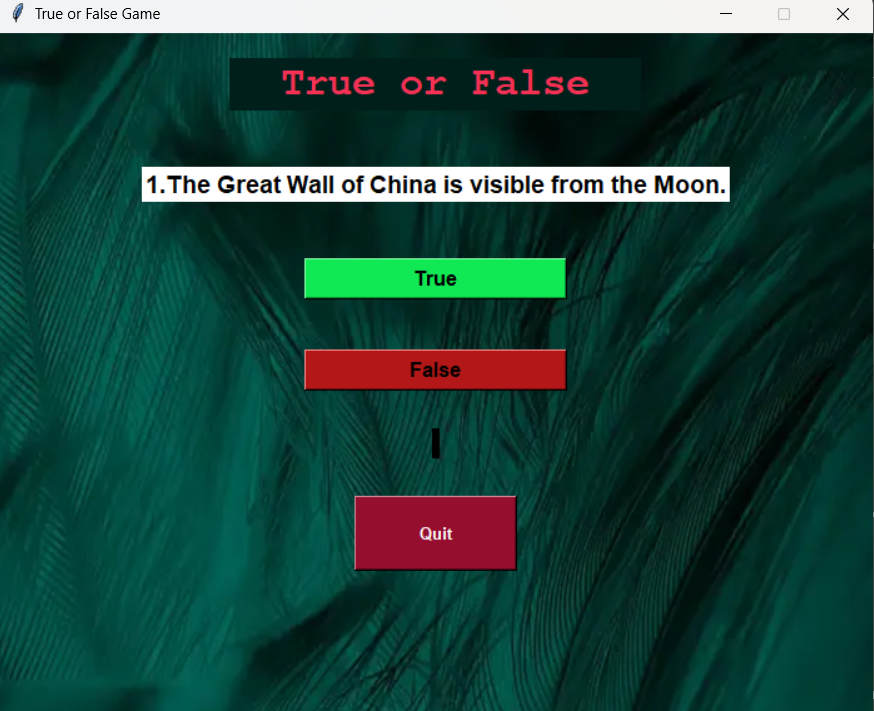 True or False Game
True or False
1.The Great Wall of China is visible from the Moon.
True
False
Quit